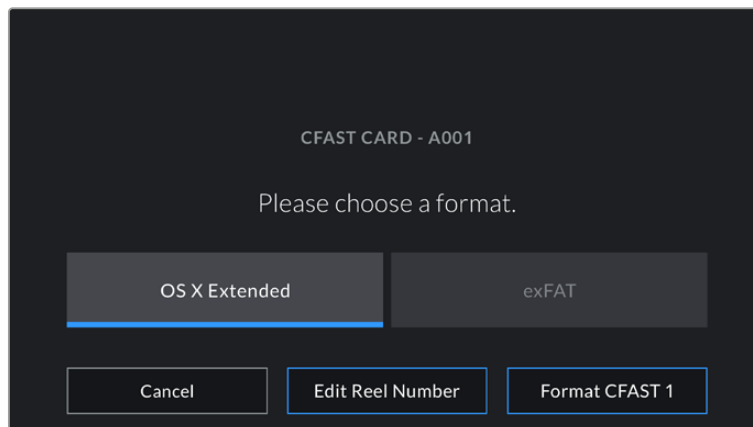 CFAST CARD - A001
Please choose a format.
OS X Extended exFAT
Cancel Edit Reel Number Format CFAST 1